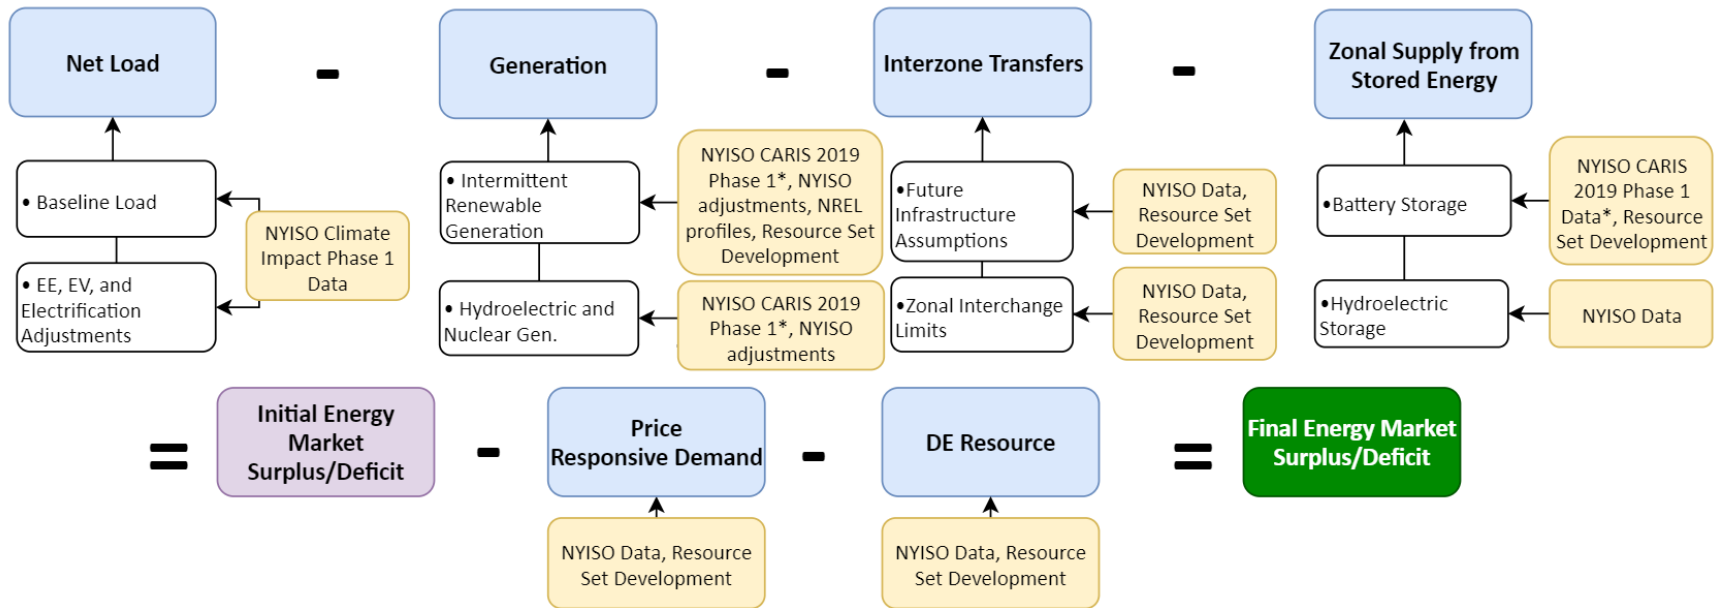 Net Load
-
Generation
-
Interzone Transfers
-
Zonal Supply from
Stored Energy
• Baseline Load
• EE, EV, and
Electrification
Adjustments
NYISO Climate
Impact Phase 1
Data
• Intermittent
Renewable
Generation
• Hydroelectric and
Nuclear Gen.
NYISO CARIS 2019
Phase 1*, NYISO
adjustments, NREL
profiles, Resource Set
Development
NYISO CARIS 2019
Phase 1*, NYISO
adjustments
•Future
Infrastructure
Assumptions
•Zonal Interchange
Limits
NYISO Data,
Resource Set
Development
NYISO Data,
Resource Set
Development
•Battery Storage
•Hydroelectric
Storage
NYISO CARIS
2019 Phase 1
Data*, Resource
Set Development
NYISO Data
=
Initial Energy
Market
Surplus/Deficit
-
Price
Responsive Demand
-
DE Resource
=
Final Energy Market
Surplus/Deficit
NYISO Data, Resource
Set Development
NYISO Data, Resource
Set Development